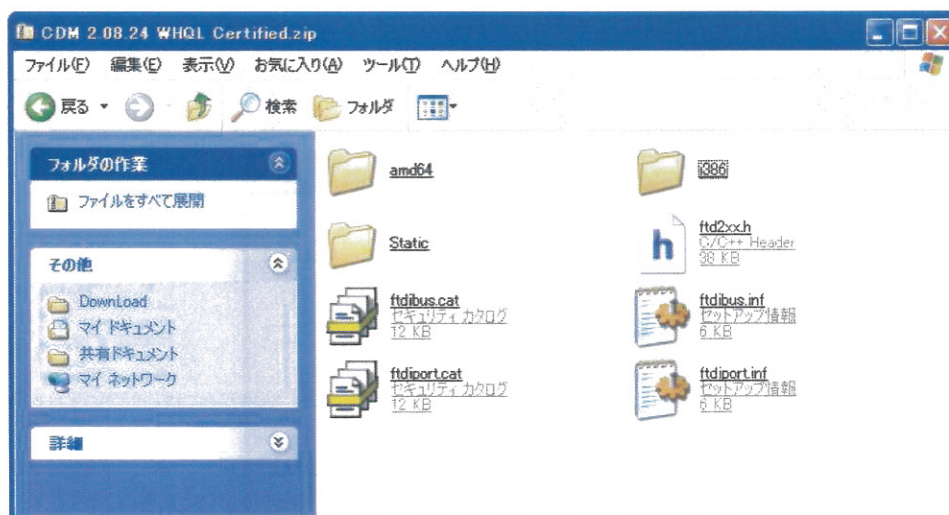 CDM 2.08.24 WHQL Certified.zip
ファイル(F) 編集(E) 表示(V) お気に入り(A) ツール(T) ヘルプ(H)
戻る 検索 フォルダ
フォルダの作業
ファイルをすべて展開
その他
Download
マイ ドキュメント
共有ドキュメント
マイ ネットワーク
詳細
amd64
i386
Static
ftd2xx.h
C/C++ Header
38 KB
ftdibus.cat
セキュリティ カタログ
12 KB
ftdibus.inf
セットアップ情報
6 KB
ftdiport.cat
セキュリティ カタログ
12 KB
ftdiport.inf
セットアップ情報
6 KB